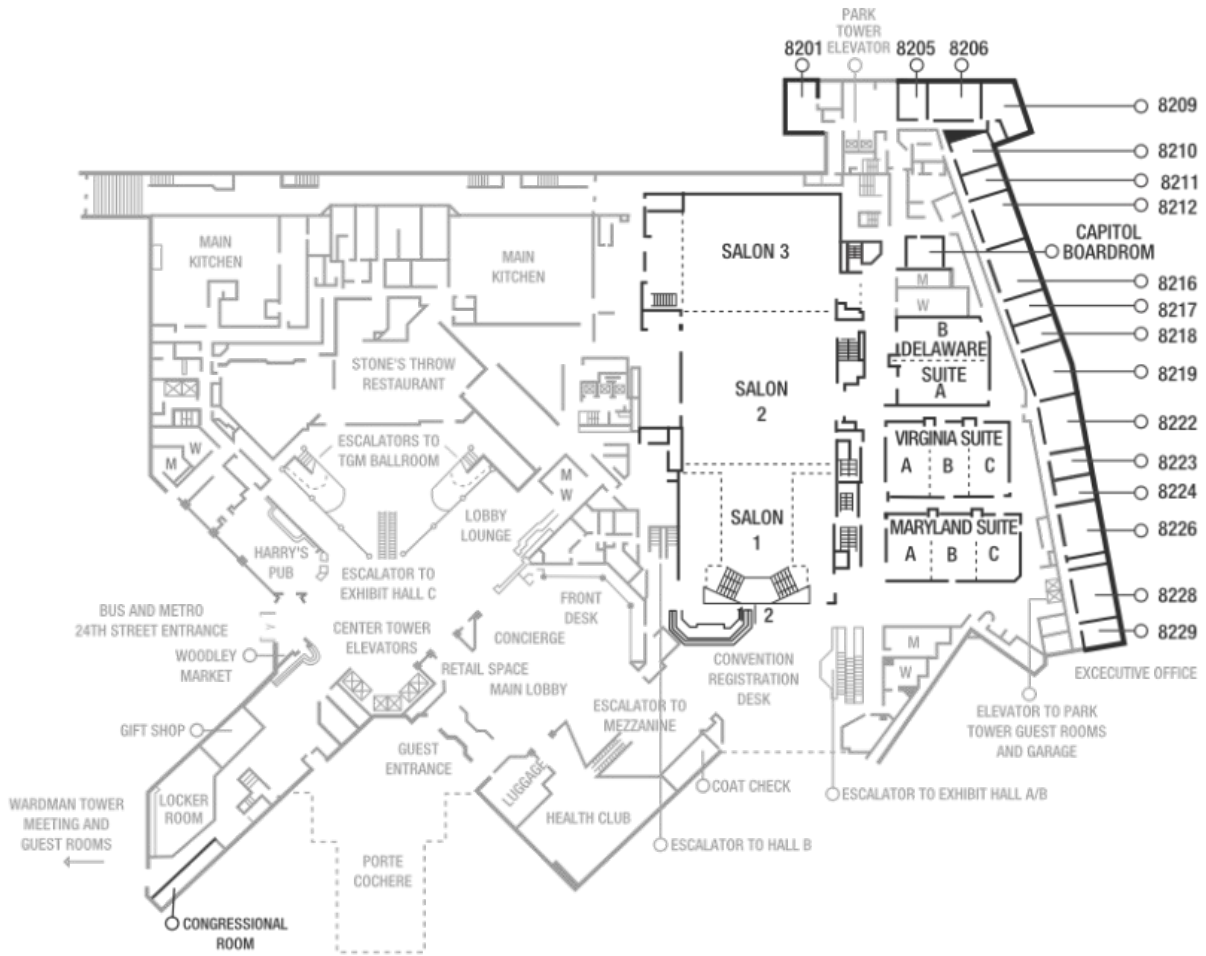 PARK
TOWER
ELEVATOR
8201
8205
8206
8209
8210
8211
8212
CAPITOL
BOARDROM
8216
8217
8218
8219
8222
8223
8224
8226
8228
8229
EXCECUTIVE OFFICE
MAIN
KITCHEN
MAIN
KITCHEN
SALON 3
M
W
B
DELAWARE
SUITE
A
STONE'S THROW
RESTAURANT
SALON
2
VIRGINIA SUITE
A B C
ESCALATORS TO
TGM BALLROOM
W
M
M
W
LOBBY
LOUNGE
SALON
1
MARYLAND SUITE
A B C
HARRY'S
PUB
ESCALATOR TO
EXHIBIT HALL C
FRONT
DESK
1 2
BUS AND METRO
24TH STREET ENTRANCE
CENTER TOWER
ELEVATORS
CONCIERGE
WOODLEY
MARKET
RETAIL SPACE
MAIN LOBBY
CONVENTION
REGISTRATION
DESK
M
W
ELEVATOR TO PARK
TOWER GUEST ROOMS
AND GARAGE
GIFT SHOP
ESCALATOR TO
MEZZANINE
GUEST
ENTRANCE
LUGGAGE
COAT CHECK
ESCALATOR TO EXHIBIT HALL A/B
WARDMAN TOWER
MEETING AND
GUEST ROOMS
LOCKER
ROOM
HEALTH CLUB
ESCALATOR TO HALL B
PORTE
COCHERE
CONGRESSIONAL
ROOM